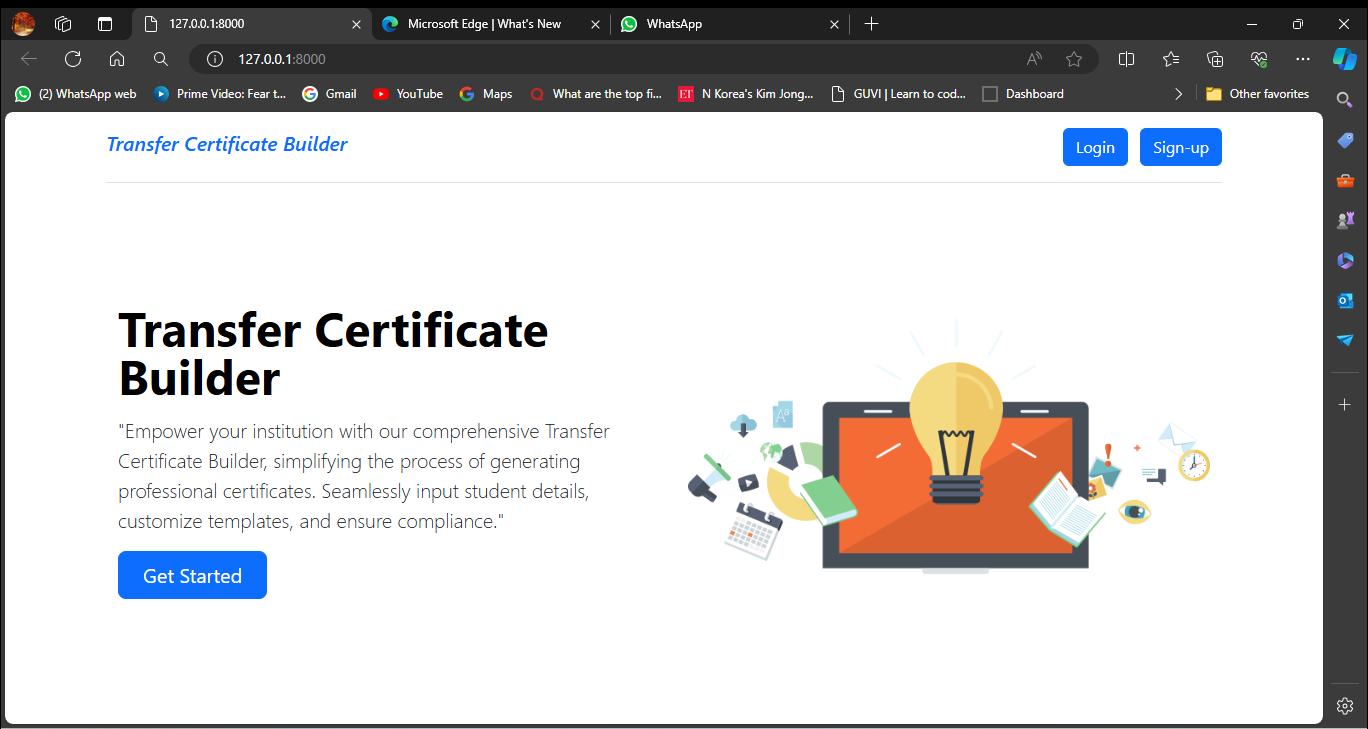 127.0.0.1:8000
Microsoft Edge | What's New
WhatsApp
127.0.0.1:8000
(2) WhatsApp web
Prime Video: Fear t...
Gmail
YouTube
Maps
What are the top fi...
ET
N Korea's Kim Jong...
GUVI | Learn to cod...
Dashboard
Other favorites
Transfer Certificate Builder
Login
Sign-up
Transfer Certificate
Builder
"Empower your institution with our comprehensive Transfer
Certificate Builder, simplifying the process of generating
professional certificates. Seamlessly input student details,
customize templates, and ensure compliance."
Get Started